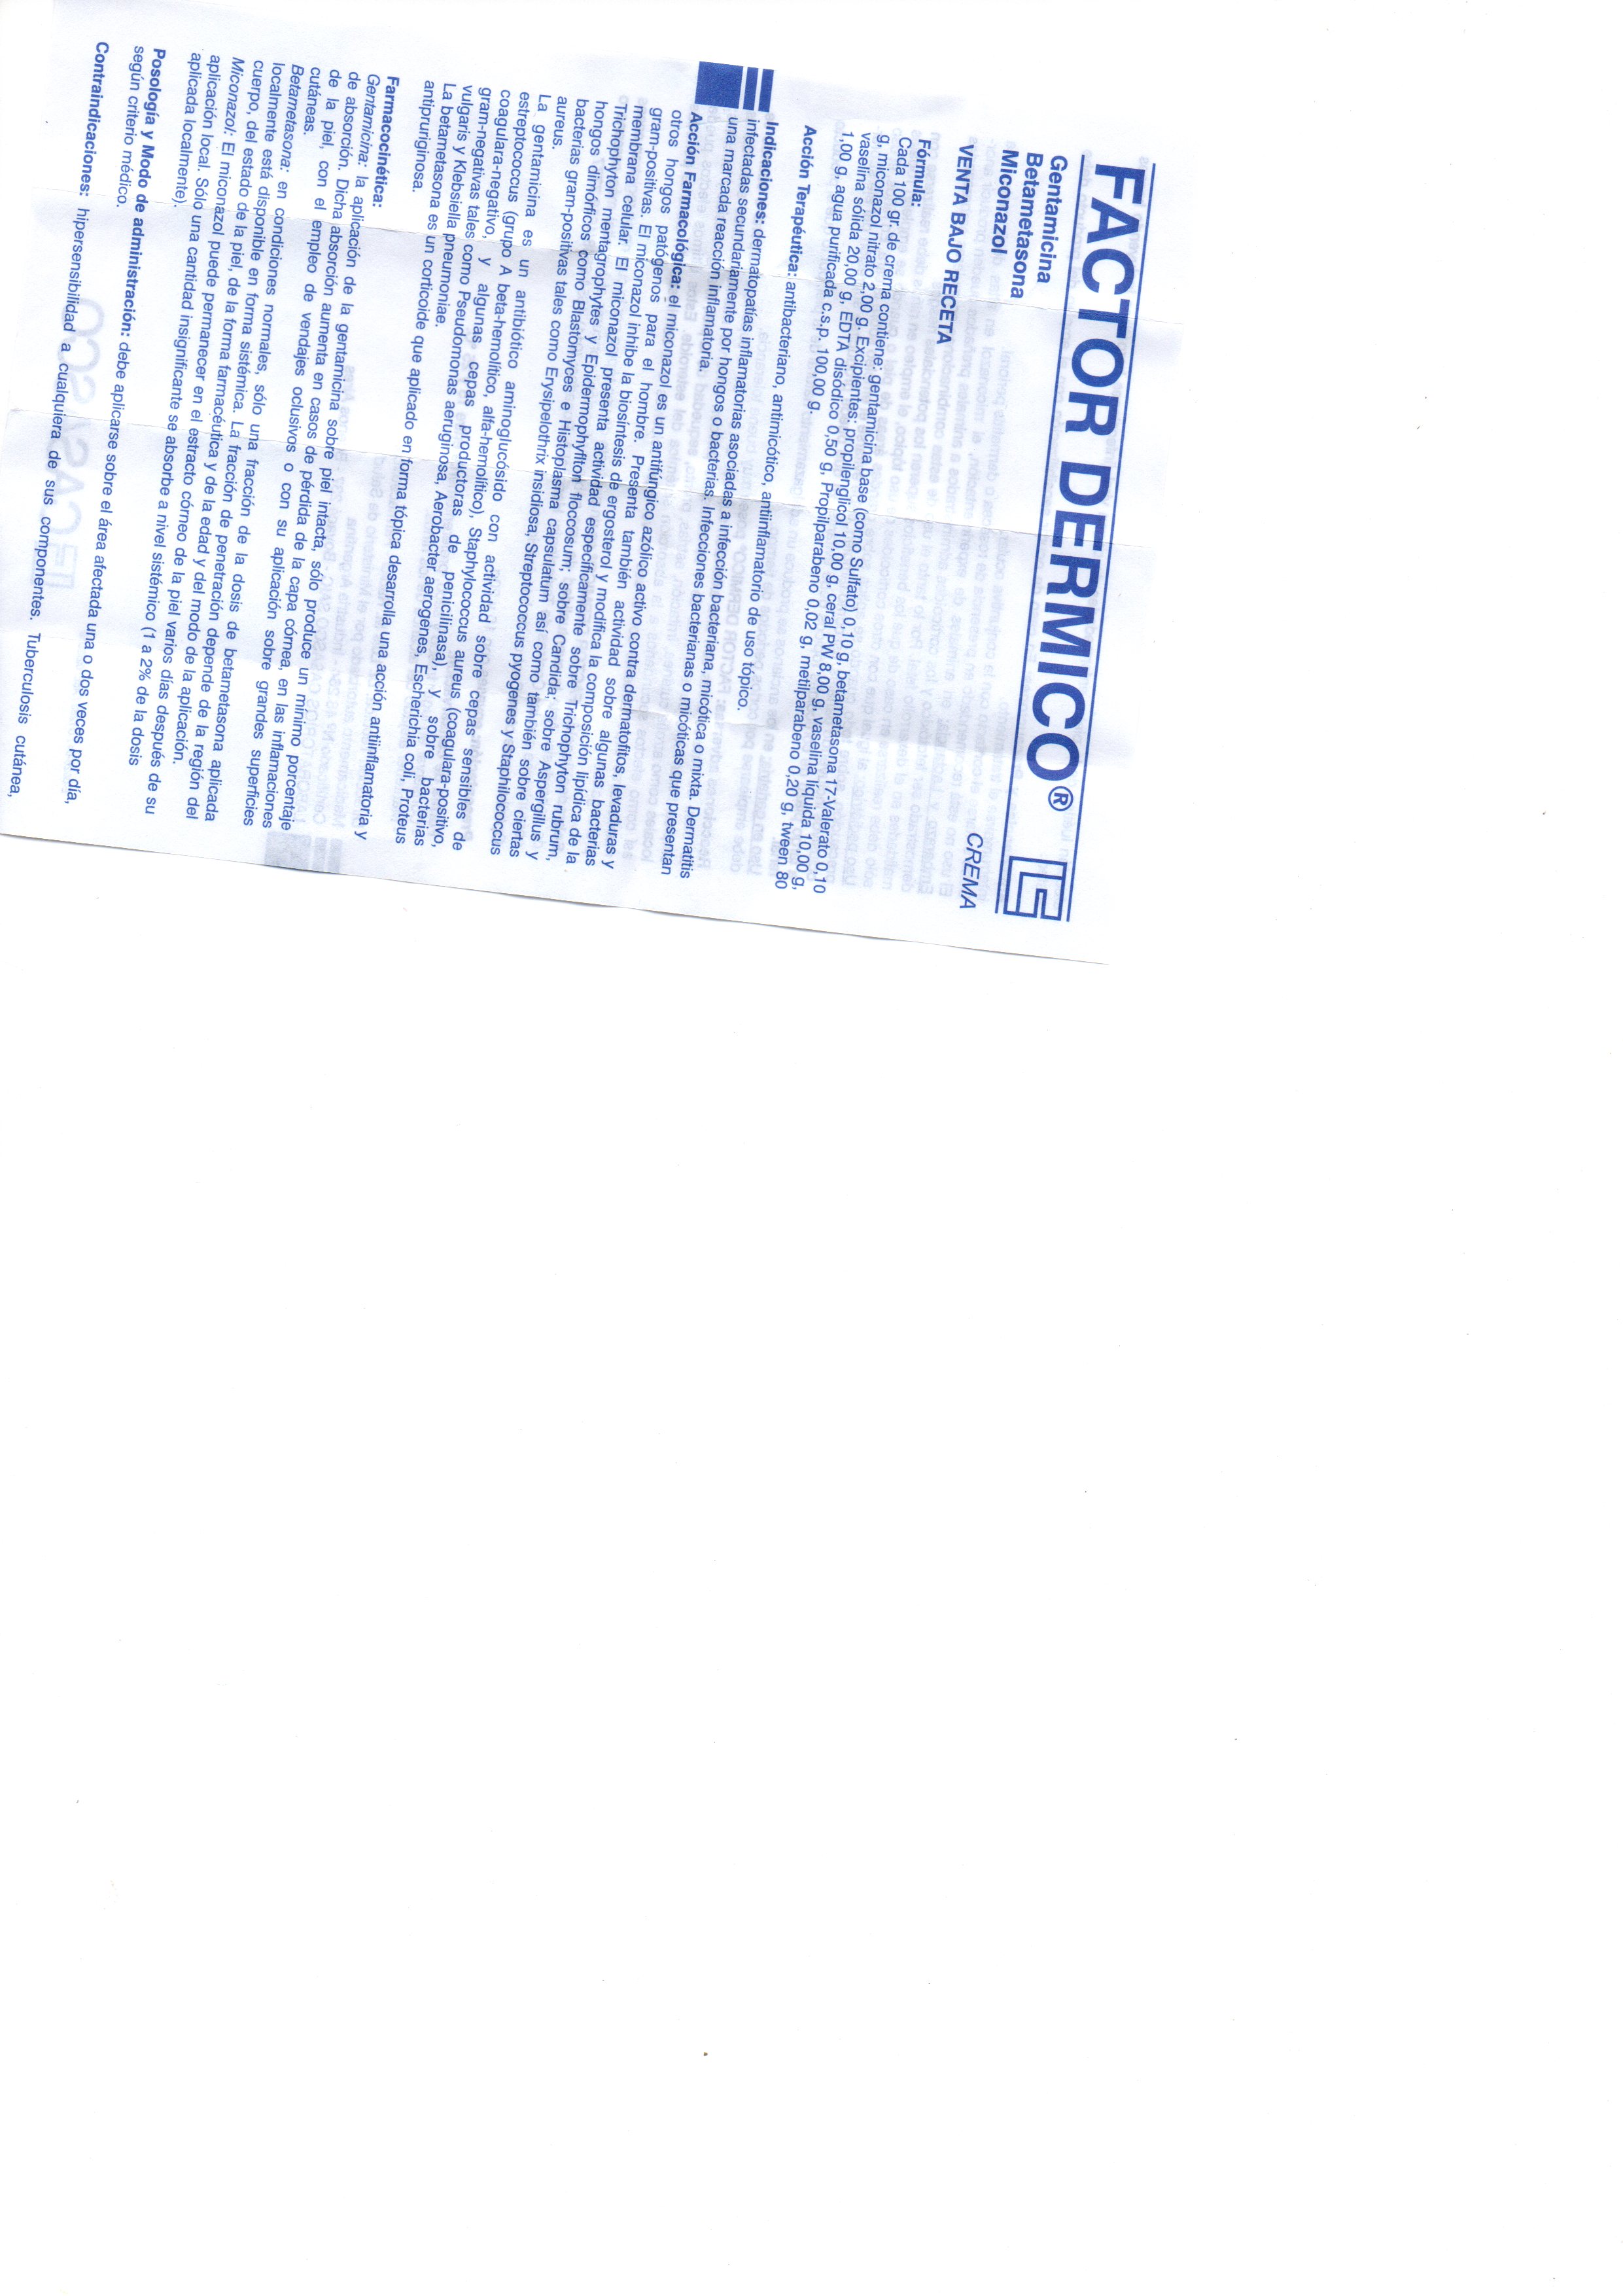 FACTOR DERMICO®
Gentamicina
Betametasona
Miconazol
CREMA
VENTA BAJO RECETA
Fórmula:
Cada 100 gr. de crema contiene: gentamicina base (como Sulfato) 0,10 g, betametasona 17-Valerato 0,10
g, miconazol nitrato 2,00 g. Excipientes: propilenglicol 10,00 g, ceral PW 8,00 g, vaselina líquida 10,00 g,
vaselina sólida 20,00 g, EDTA disódico 0,50 g, Propilparabeno 0,02 g, metilparabeno 0,20 g, tween 80
1,00 g, agua purificada c.s.p. 100,00 g.
Acción Terapéutica: antibacteriano, antimicótico, antiinflamatorio de uso tópico.
Indicaciones: dermatopatías inflamatorias asociadas a infección bacteriana, micótica o mixta. Dermatitis
infectadas secundariamente por hongos o bacterias. Infecciones bacterianas o micóticas que presentan
una marcada reacción inflamatoria.
Acción Farmacológica: el miconazol es un antifúngico azólico activo contra dermatofitos, levaduras y
otros hongos patógenos para el hombre. Presenta también actividad sobre algunas bacterias
gram-positivas. El miconazol inhibe la biosíntesis de ergosterol y modifica la composición lipídica de la
membrana celular. El miconazol presenta actividad específicamente sobre Trichophyton rubrum,
Trichophyton mentagrophytes y Epidermophyfiton floccosum; sobre Candida; sobre Aspergillus y
hongos dimórficos como Blastomyces e Histoplasma capsulatum así como también sobre ciertas
bacterias gram-positivas tales como Erysipelothrix insidiosa, Streptococcus pyogenes y Staphilococcus
aureus.
La gentamicina es un antibiótico aminoglucósido con actividad sobre cepas sensibles de
estreptococcus (grupo A beta-hemolítico, alfa-hemolítico), Staphylococcus aureus (coagulara-positivo,
coagulara-negativo, y algunas cepas productoras de penicilinasa), y sobre bacterias
gram-negativas tales como Pseudomonas aeruginosa, Aerobacter aerogenes, Escherichia coli, Proteus
vulgaris y Klebsiella pneumoniae.
La betametasona es un corticoide que aplicado en forma tópica desarrolla una acción antiinflamatoria y
antipruriginosa.
Farmacocinética:
Gentamicina: la aplicación de la gentamicina sobre piel intacta, sólo produce un mínimo porcentaje
de absorción. Dicha absorción aumenta en casos de pérdida de la capa córnea, en las inflamaciones
de la piel, con el empleo de vendajes oclusivos o con su aplicación sobre grandes superficies
cutáneas.
Betametasona: en condiciones normales, sólo una fracción de la dosis de betametasona aplicada
localmente está disponible en forma sistémica. La fracción de penetración depende de la región del
cuerpo, del estado de la piel, de la forma farmacéutica y de la edad y del modo de la aplicación.
Miconazol: El miconazol puede permanecer en el estracto córneo de la piel varios días después de su
aplicación local. Sólo una cantidad insignificante se absorbe a nivel sistémico (1 a 2% de la dosis
aplicada localmente).
Posología y Modo de administración: debe aplicarse sobre el área afectada una o dos veces por día,
según criterio médico.
Contraindicaciones: hipersensibilidad a cualquiera de sus componentes. Tuberculosis cutánea,